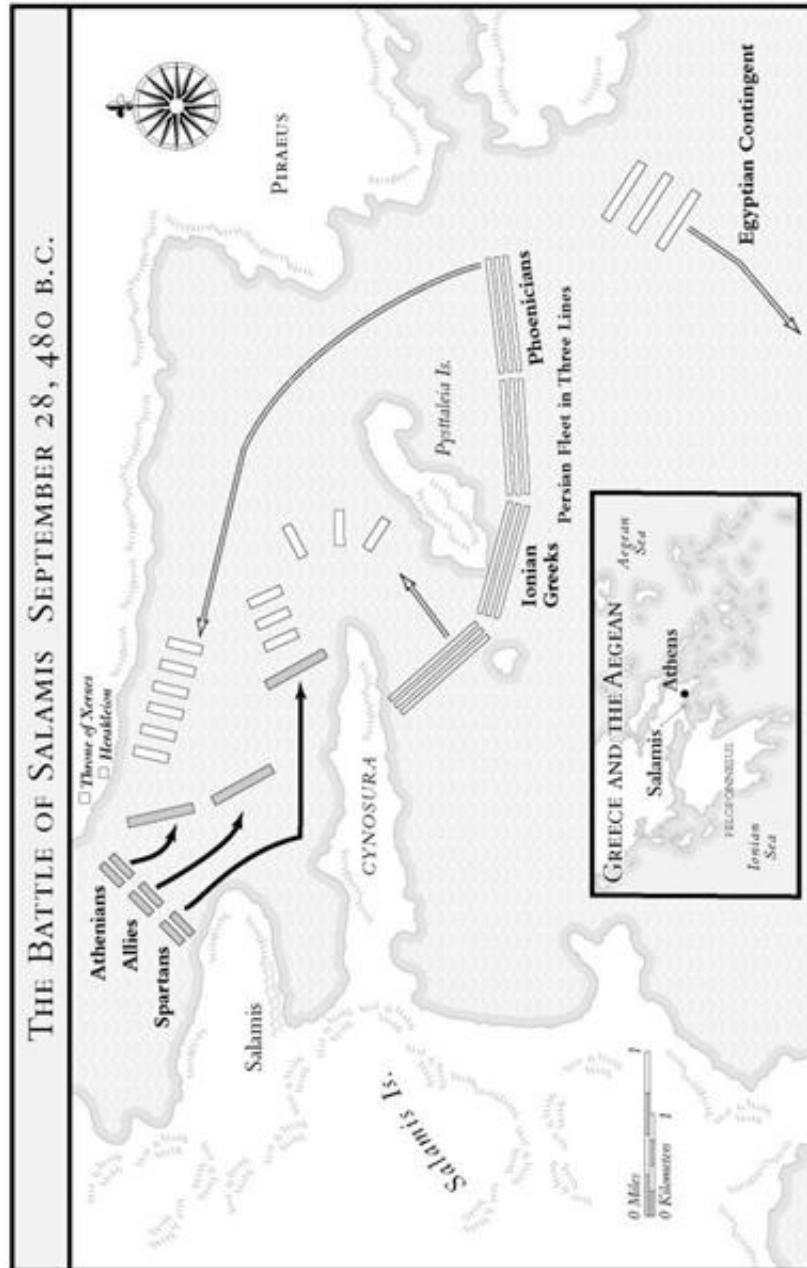 THE BATTLE OF SALAMIS SEPTEMBER 28, 480 B.C.
Throne of Xerxes
Herakleion
PIRAEUS
Athenians
Allies
Spartans
Salamis
CYNOSURA
Pysttaleia Is.
Salamis Is.
Ionian
Greeks
Phoenicians
Persian Fleet in Three Lines
Egyptian Contingent
0 Miles 1
0 Kilometers 1
GREECE AND THE AEGEAN
Aegean
Sea
Salamis
Athens
PELOPONNESUS
Ionian
Sea